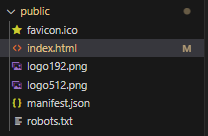 public
favicon.ico
index.html M
logo192.png
logo512.png
manifest.json
robots.txt